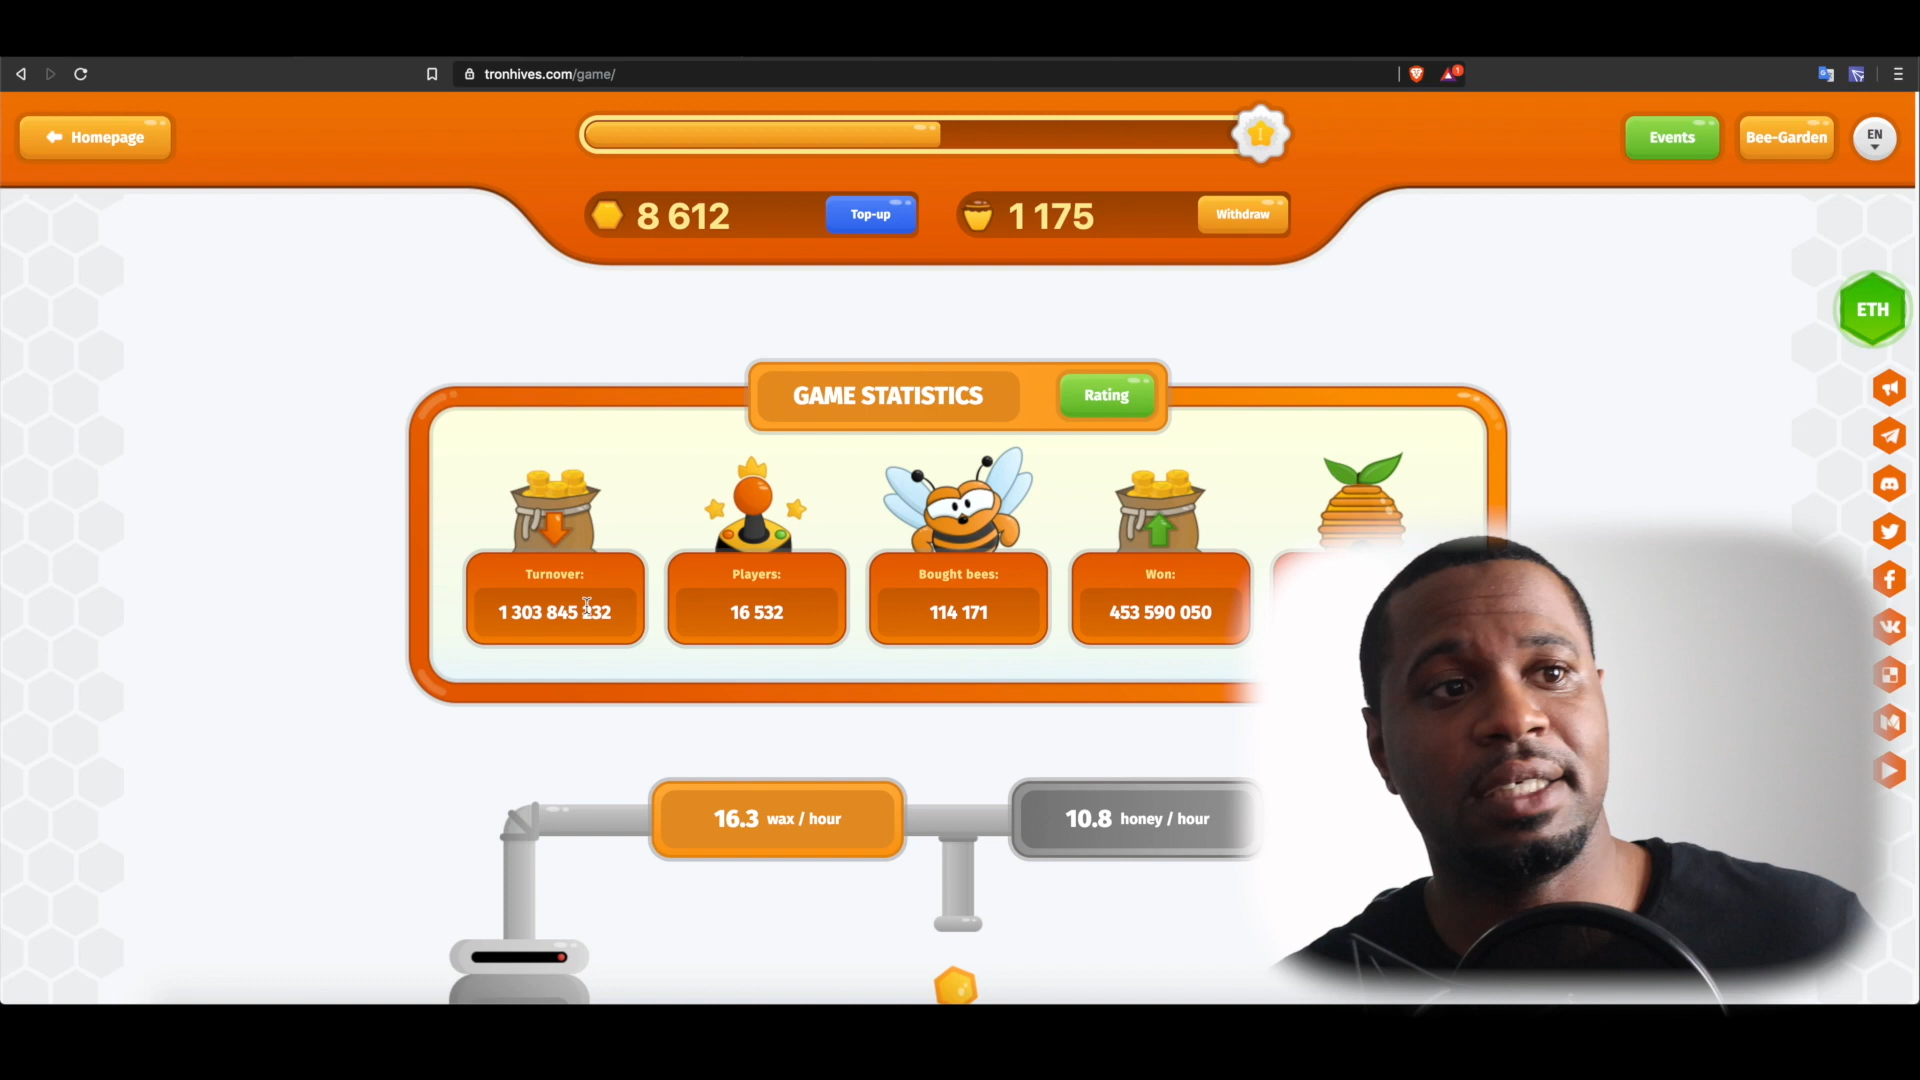 tronhives.com/game/
1
Homepage
1
Events
Bee-Garden
EN
8 612
Top-up
1 175
Withdraw
ETH
GAME STATISTICS
Rating
Turnover:
Players:
Bought bees:
Won:
1 303 845 232
16 532
114 171
453 590 050
16.3 wax / hour
10.8 honey / hour